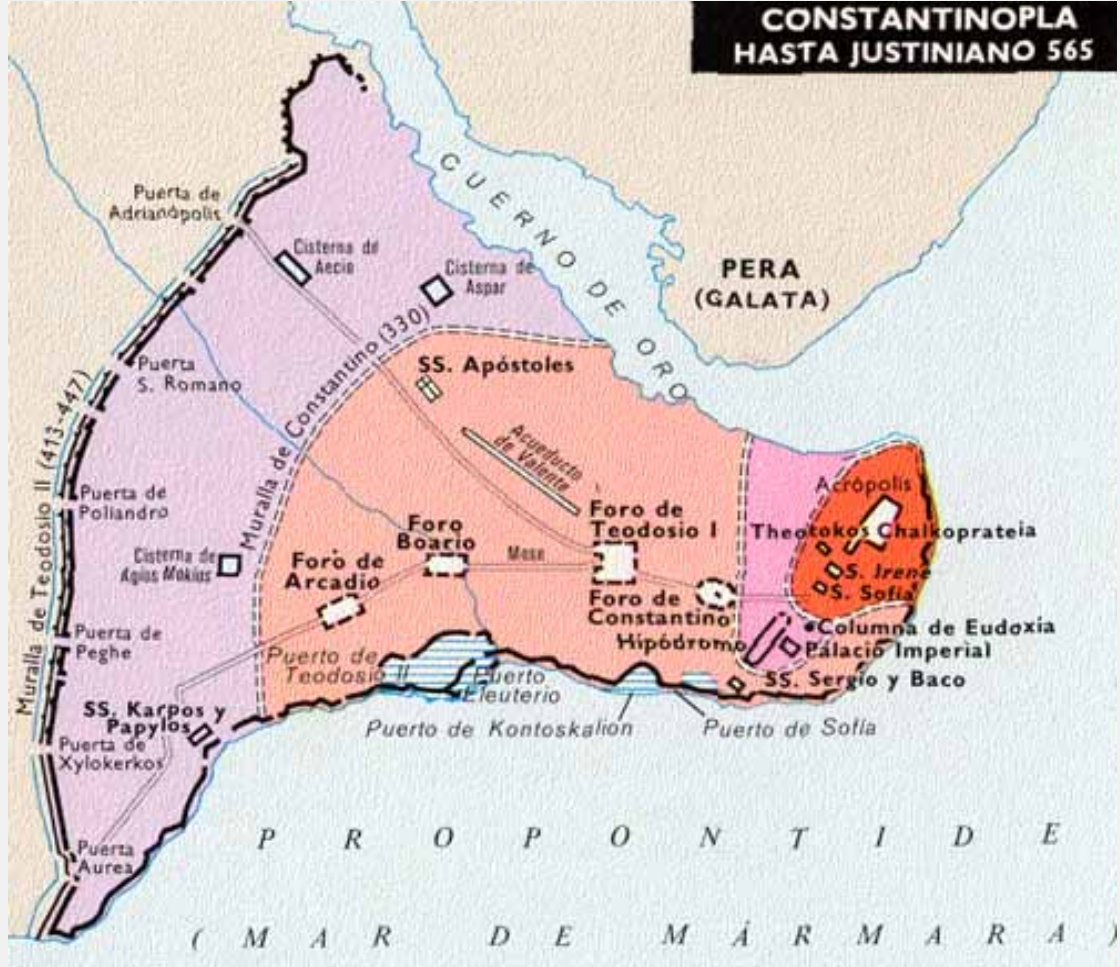 CONSTANTINOPLA
HASTA JUSTINIANO 565
CUERNO DE ORO
PERA
(GALATA)
Puerta de
Adrianópolis
Cisterna de
Aecio
Cisterna de
Aspar
Muralla de Constantino (330)
SS. Apóstoles
Puerta
S. Romano
Muralla de Teodosio II (413-447)
Acueducto
de Valente
Puerta de
Poliandro
Acrópolis
Foro de
Teodosio I
Theotokos Chalkoprateia
Foro
Boario
Mese
Cisterna de
Agios Mokios
Foro de
Arcadio
S. Irene
S. Sofía
Foro de
Constantino
Hipódromo
Columna de Eudoxia
Palacio Imperial
Puerta de
Peghe
Puerto de
Teodosio II
Puerto
Eleuterio
SS. Sergio y Baco
SS. Karpos y
Papylos
Puerto de Kontoskalion
Puerto de Sofía
Puerta de
Xylokerkos
Puerta
Aurea
PROPONTIDE
(MAR DE MÁRMARA)